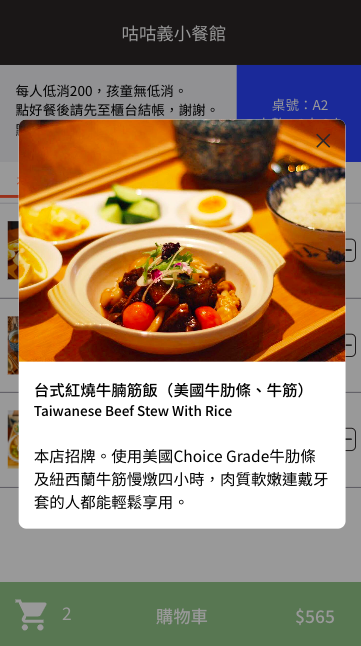 咕咕義小餐館
每人低消200，孩童無低消。
點好餐後請先至櫃台結帳，謝謝。
桌號：A2
台式紅燒牛腩筋飯（美國牛肋條、牛筋）
Taiwanese Beef Stew With Rice
本店招牌。使用美國Choice Grade牛肋條
及紐西蘭牛筋慢燉四小時，肉質軟嫩連戴牙
套的人都能輕鬆享用。
2
購物車
$565